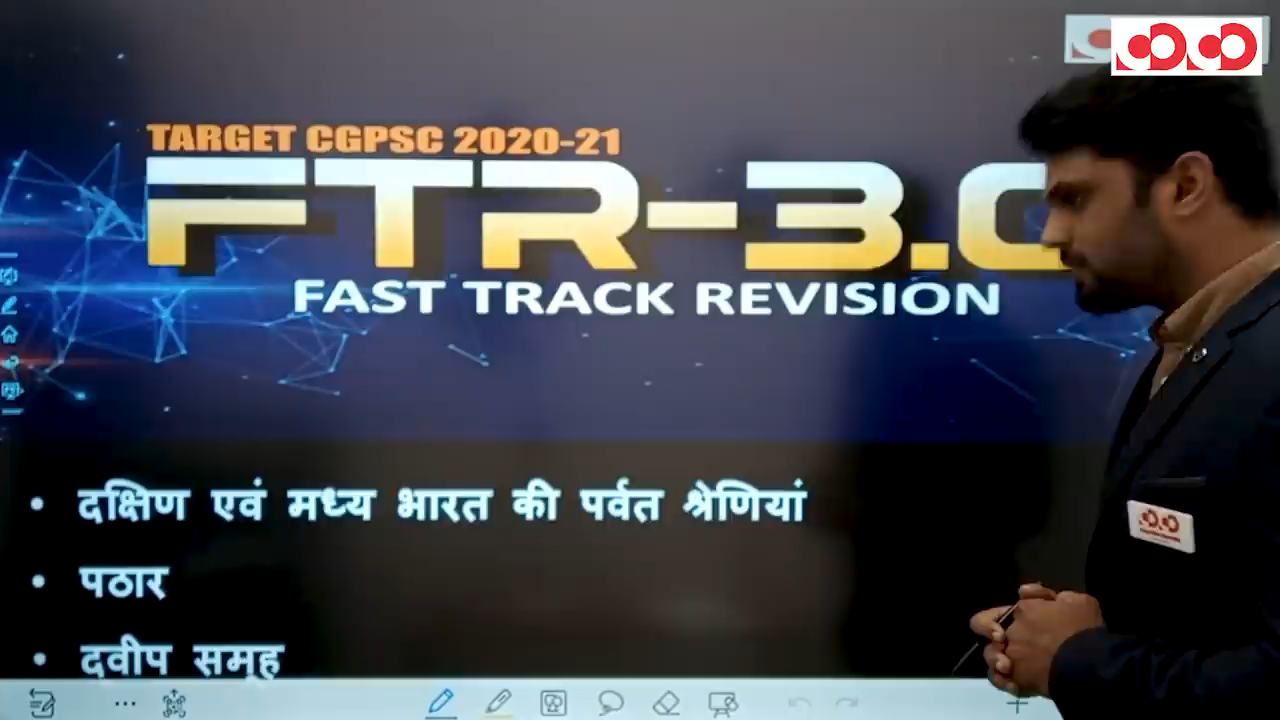 TARGET CGPSC 2020-21
FTR-3.0
FAST TRACK REVISION
• दक्षिण एवं मध्य भारत की पर्वत श्रेणियां
• पठार
• दवीप समूह